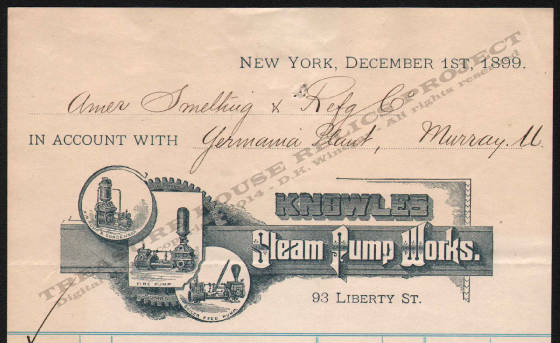 NEW YORK, DECEMBER 1ST, 1899.
Amer Smelting & Refg Co
IN ACCOUNT WITH Germania Plant, Murray. U.
KNOWLES
Steam Pump Works.
FIRE PUMP
93 LIBERTY ST.